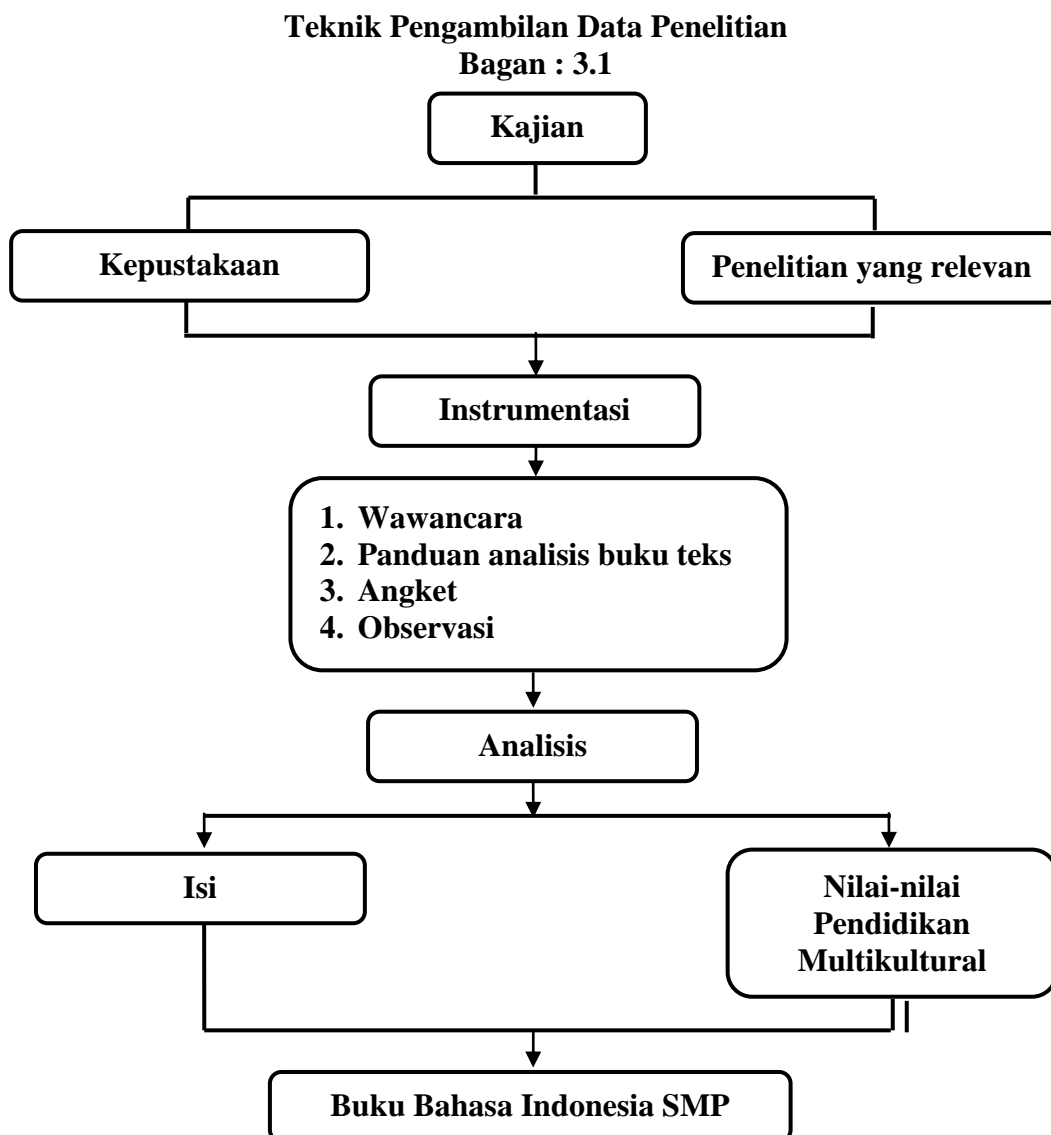 Teknik Pengambilan Data Penelitian
Bagan : 3.1
Kajian
Kepustakaan
Penelitian yang relevan
Instrumentasi
1. Wawancara
2. Panduan analisis buku teks
3. Angket
4. Observasi
Analisis
Isi
Nilai-nilai
Pendidikan
Multikultural
Buku Bahasa Indonesia SMP